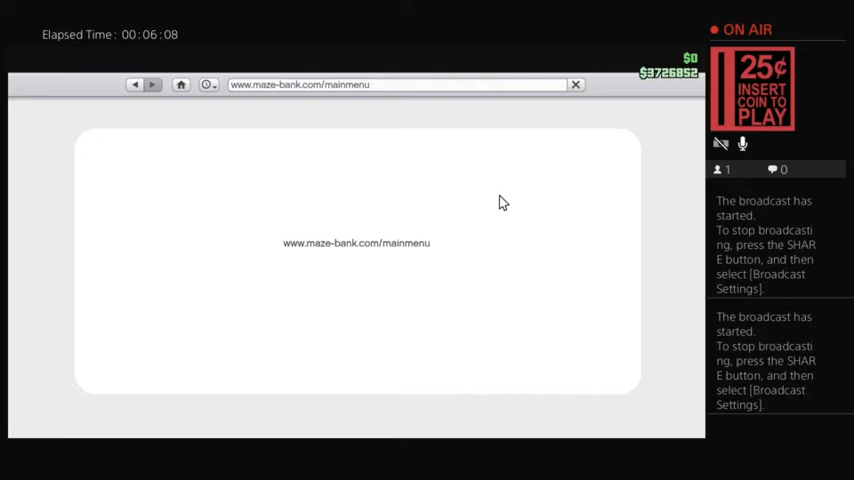 Elapsed Time : 00:06:08
ON AIR
$0
$3726852
www.maze-bank.com/mainmenu
25¢
INSERT
COIN TO
PLAY
1
0
www.maze-bank.com/mainmenu
The broadcast has
started.
To stop broadcasti
ng, press the SHAR
E button, and then
select [Broadcast
Settings].
The broadcast has
started.
To stop broadcasti
ng, press the SHAR
E button, and then
select [Broadcast
Settings].